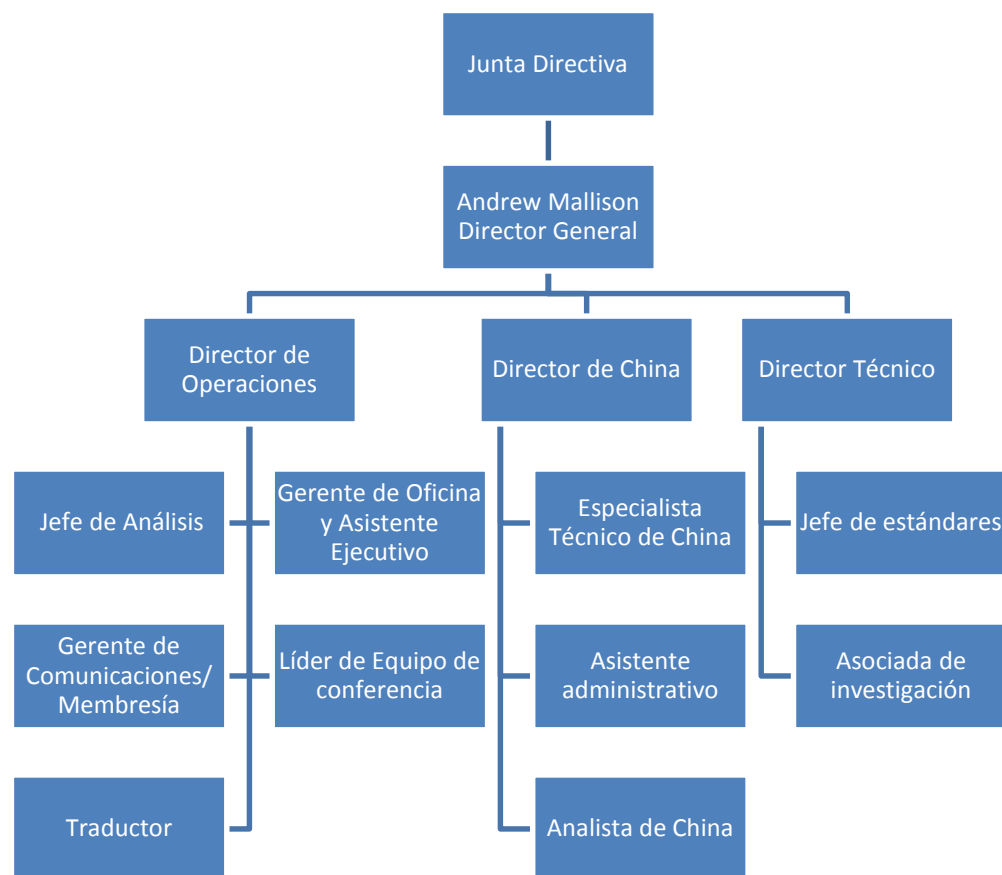 Junta Directiva
Andrew Mallison
Director General
Director de
Operaciones
Director de China
Director Técnico
Jefe de Análisis
Gerente de Oficina
y Asistente
Ejecutivo
Especialista
Técnico de China
Jefe de estándares
Gerente de
Comunicaciones/
Membresía
Líder de Equipo de
conferencia
Asistente
administrativo
Asociada de
investigación
Traductor
Analista de China